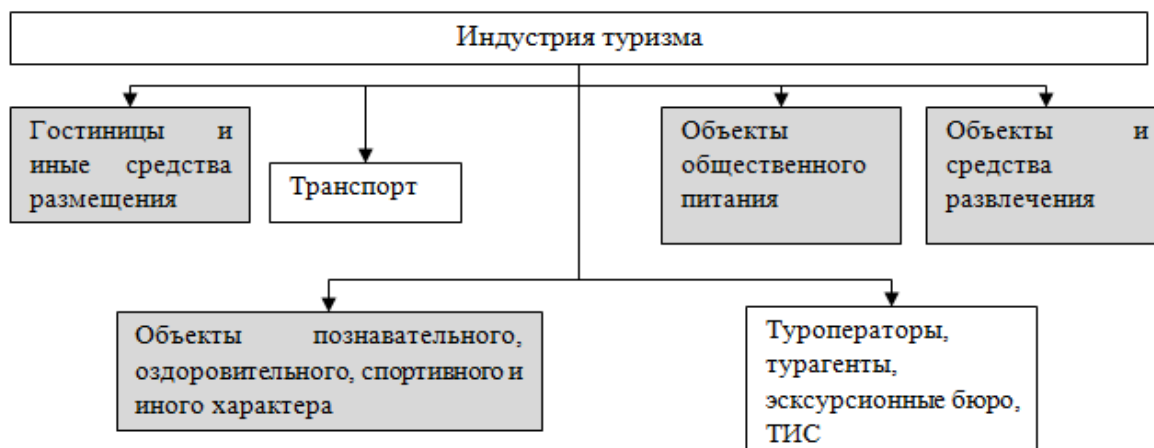 Индустрия туризма
Гостиницы и
иные средства
размещения
Транспорт
Объекты
общественного
питания
Объекты и
средства
развлечения
Объекты познавательного,
оздоровительного, спортивного и
иного характера
Туроператоры,
турагенты,
эсксурсионные бюро,
ТИС